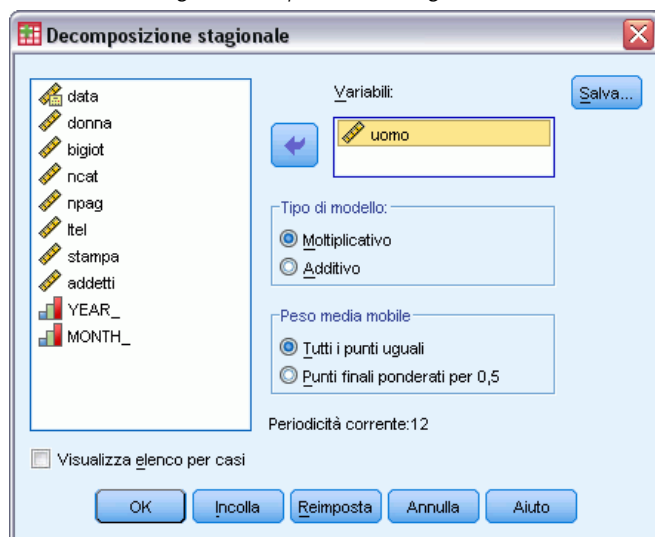 Decomposizione stagionale
data
donna
bigiot
ncat
npag
ltel
stampa
addetti
YEAR_
MONTH_
Variabili:
uomo
Salva...
Tipo di modello:
Moltiplicativo
Additivo
Peso media mobile
Tutti i punti uguali
Punti finali ponderati per 0,5
Periodicità corrente:12
Visualizza elenco per casi
OK Incolla Reimposta Annulla Aiuto